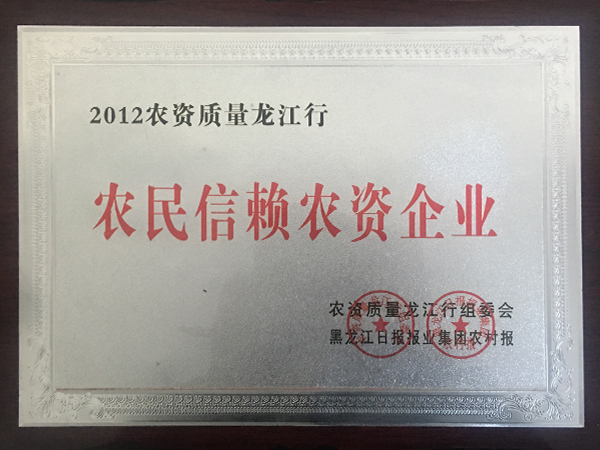 2012农资质量龙江行
农民信赖农资企业
农资质量龙江行组委会
黑龙江日报报业集团农村报